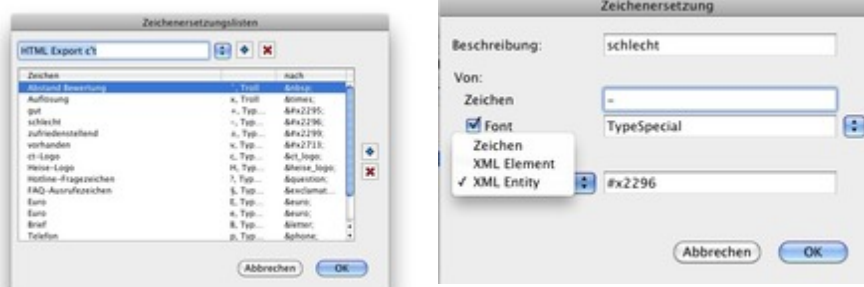 Zeichenersetzungslisten
HTML Export c't
Zeichen nach
Abstand Bewertung ', Troll &nbsp;
Auflösung x, Troll &times;
gut +, Typ... &#x2295;
schlecht -, Typ... &#x2296;
zufriedenstellend Typ... &#x2299;
vorhanden v, Typ... &#x2713;
ct-Logo c, Typ... &ct_logo;
Heise-Logo H, Typ... &heise_logo;
Hotline-Fragezeichen ?, Typ... &question;
FAQ-Ausrufezeichen §, Typ... &exclamat...
Euro E, Typ... &euro;
Euro Typ... &euro;
Brief B, Typ... &letter;
Telefon p, Typ... &phone;
Abbrechen OK
Zeichenersetzung
Beschreibung: schlecht
Von:
Zeichen -
Font TypeSpecial
Zeichen
XML Element
✓ XML Entity #x2296
Abbrechen OK